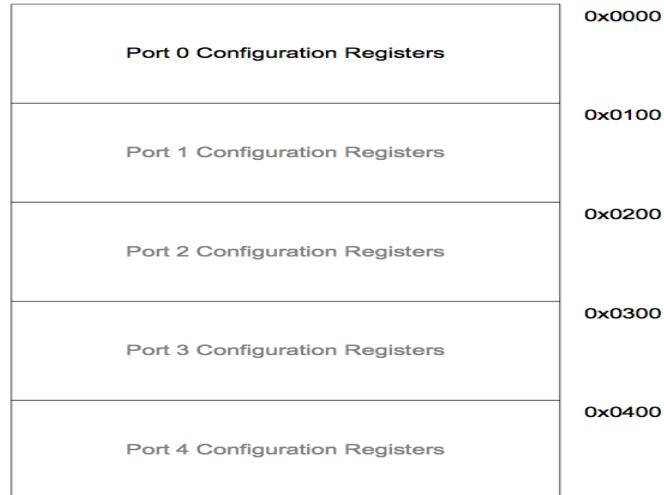 0x0000
Port 0 Configuration Registers
0x0100
Port 1 Configuration Registers
0x0200
Port 2 Configuration Registers
0x0300
Port 3 Configuration Registers
0x0400
Port 4 Configuration Registers